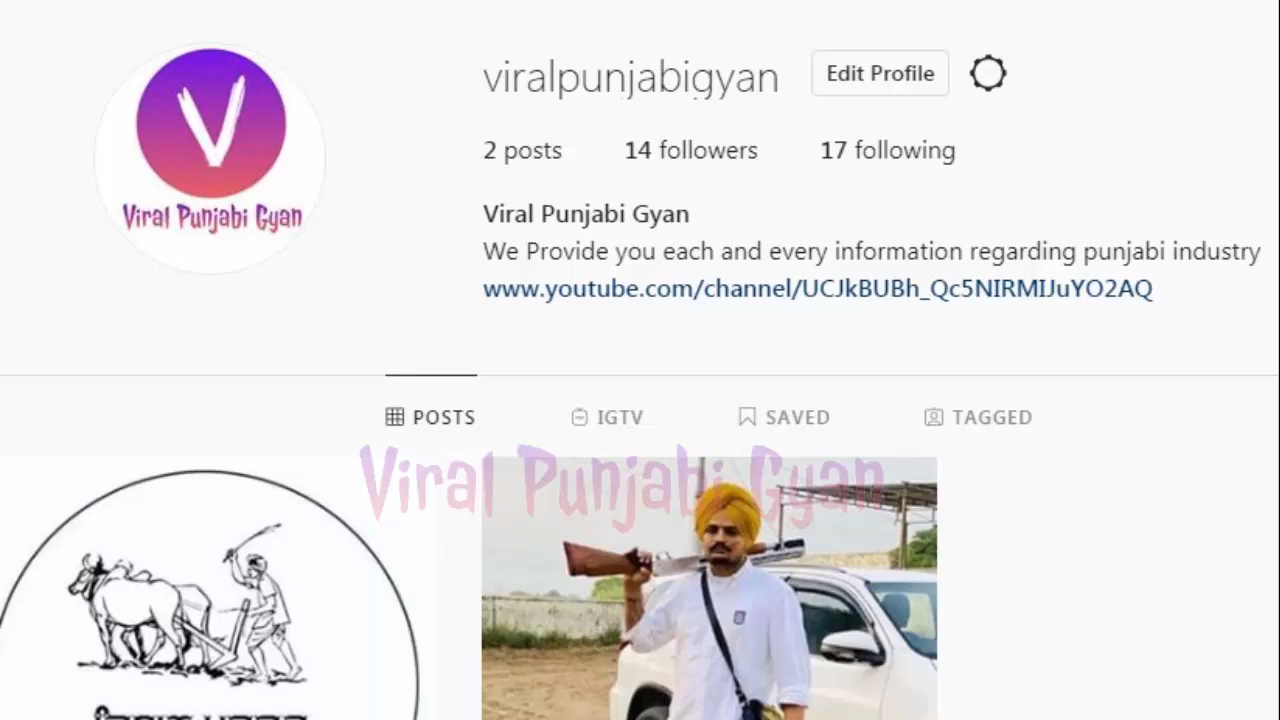 viralpunjabigyan Edit Profile
2 posts 14 followers 17 following
Viral Punjabi Gyan
Viral Punjabi Gyan
We Provide you each and every information regarding punjabi industry
www.youtube.com/channel/UCJkBUBh_Qc5NIRMIJuYO2AQ
POSTS IGTV SAVED TAGGED
Viral Punjabi Gyan